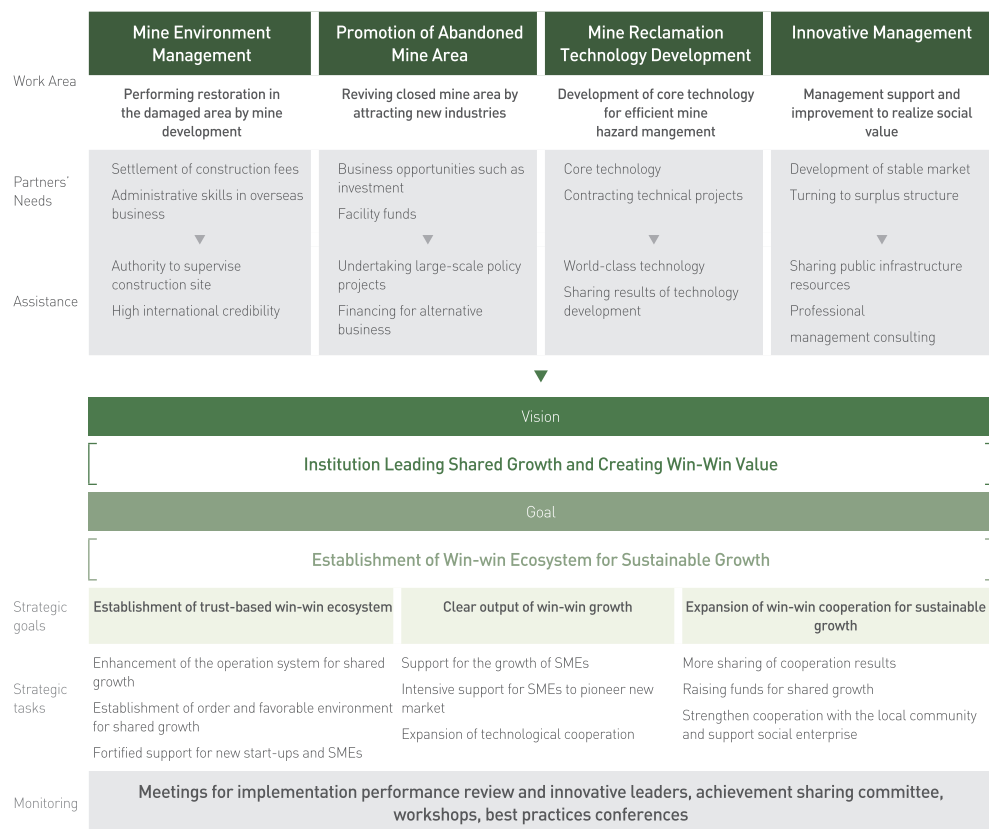 Work Area
Mine Environment
Management
Promotion of Abandoned
Mine Area
Mine Reclamation
Technology Development
Innovative Management
Performing restoration in
the damaged area by mine
development
Reviving closed mine area by
attracting new industries
Development of core technology
for efficient mine
hazard mangement
Management support and
improvement to realize social
value
Partners'
Needs
Settlement of construction fees
Administrative skills in overseas
business
Business opportunities such as
investment
Facility funds
Core technology
Contracting technical projects
Development of stable market
Turning to surplus structure
Assistance
Authority to supervise
construction site
High international credibility
Undertaking large-scale policy
projects
Financing for alternative
business
World-class technology
Sharing results of technology
development
Sharing public infrastructure
resources
Professional
management consulting
Vision
Institution Leading Shared Growth and Creating Win-Win Value
Goal
Establishment of Win-win Ecosystem for Sustainable Growth
Strategic
goals
Establishment of trust-based win-win ecosystem
Clear output of win-win growth
Expansion of win-win cooperation for sustainable
growth
Strategic
tasks
Enhancement of the operation system for shared
growth
Establishment of order and favorable environment
for shared growth
Fortified support for new start-ups and SMEs
Support for the growth of SMEs
Intensive support for SMEs to pioneer new
market
Expansion of technological cooperation
More sharing of cooperation results
Raising funds for shared growth
Strengthen cooperation with the local community
and support social enterprise
Monitoring
Meetings for implementation performance review and innovative leaders, achievement sharing committee,
workshops, best practices conferences